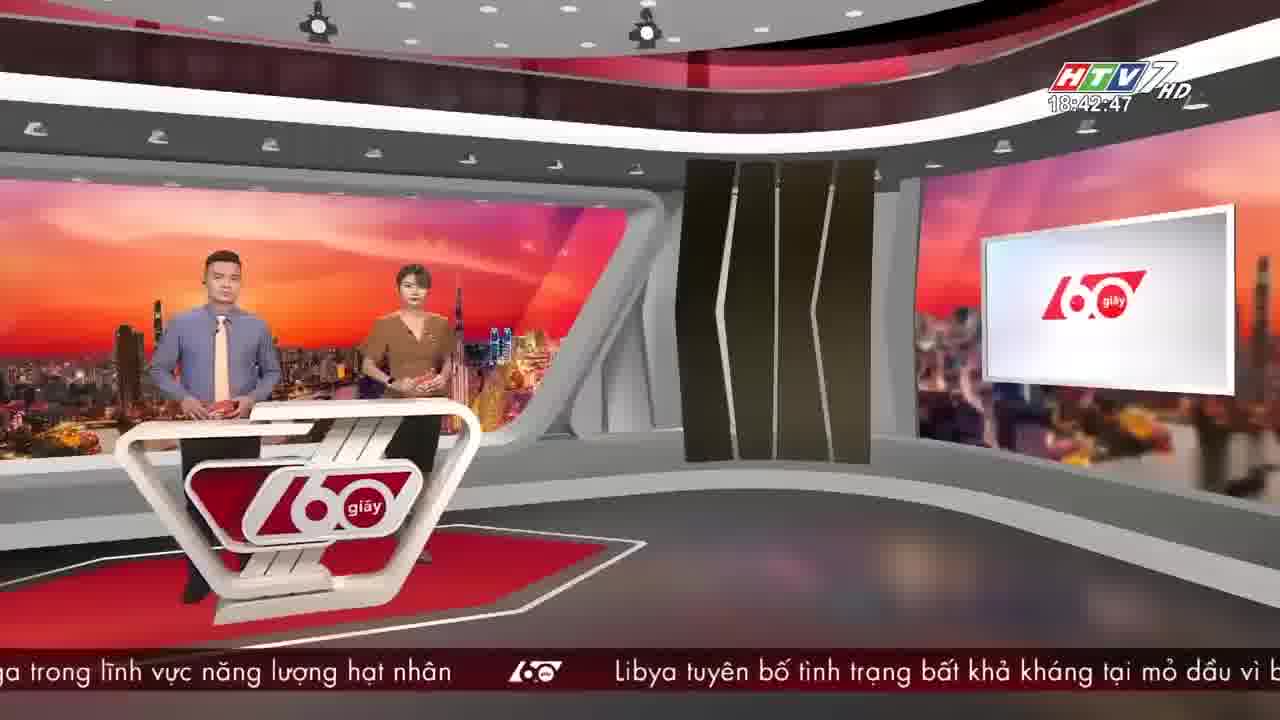 HTV7 HD
18:42:47
60 giây
60 giây
trong lĩnh vực năng lượng hạt nhân 60 Libya tuyên bố tình trạng bất khả kháng tại mỏ dầu vì